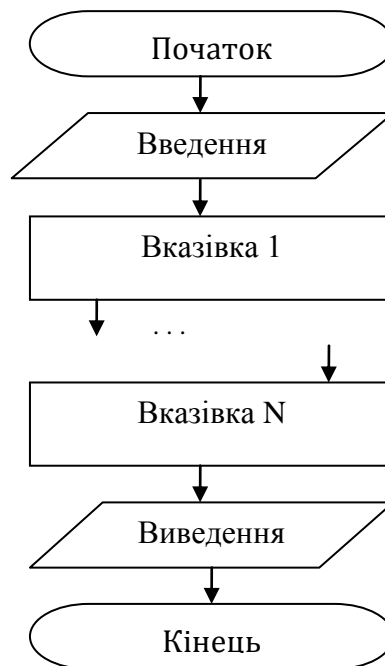 Початок
Введення
Вказівка 1
. . .
Вказівка N
Виведення
Кінець